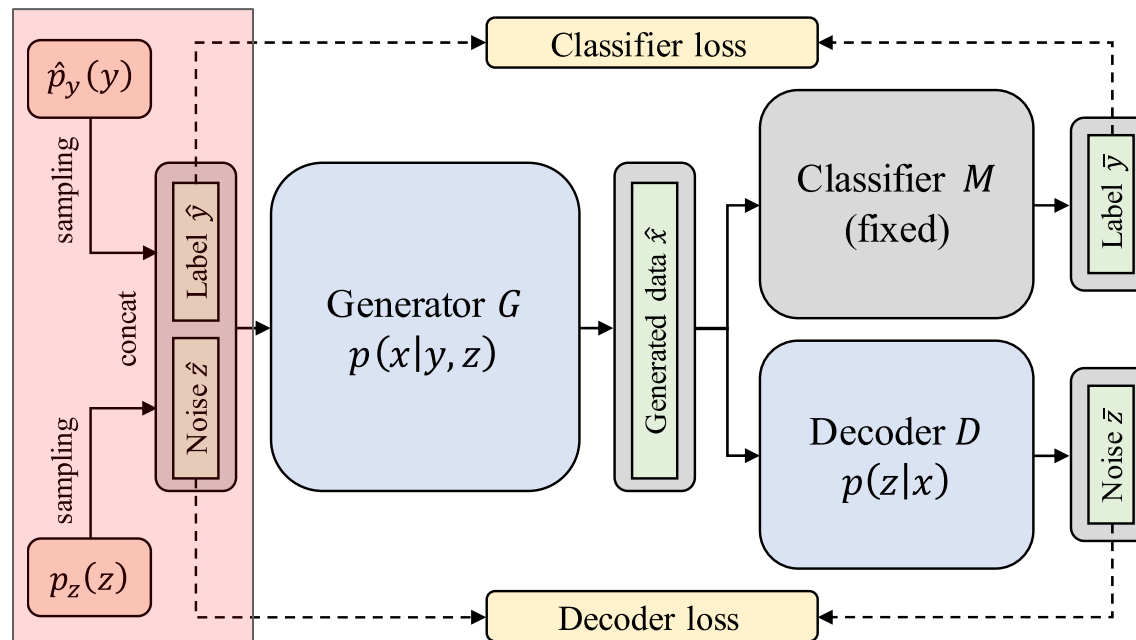 p̂_y(y)
sampling
concat
sampling
p_z(z)
Label ŷ
Noise ẑ
Generator G
p(x|y, z)
Generated data x̂
Classifier loss
Classifier M
(fixed)
Label ȳ
Decoder D
p(z|x)
Noise z̄
Decoder loss